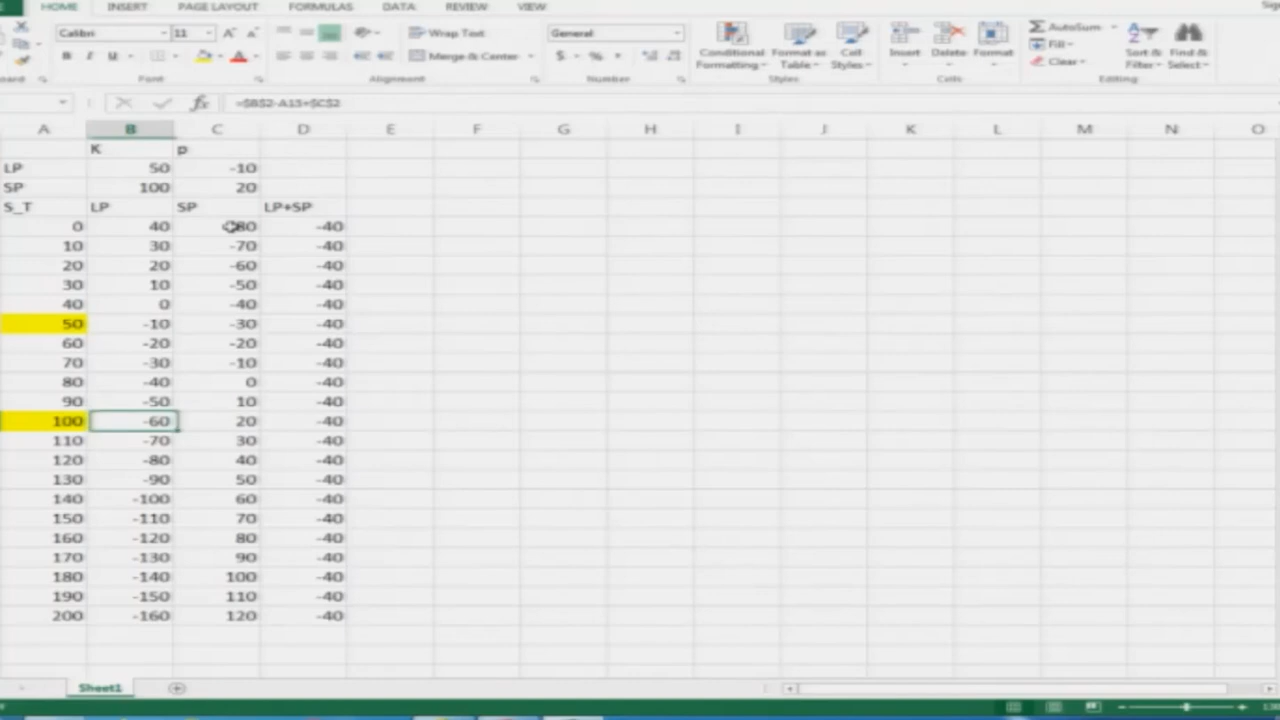 HOME INSERT PAGE LAYOUT FORMULAS DATA REVIEW VIEW
Calibri 11 Wrap Text General AutoSum
B I U Merge & Center $ % Conditional Formatting Format as Table Cell Styles Insert Delete Format Fill Clear Sort & Filter Find & Select
Font Alignment Number Styles Cells Editing
fx =$B$2-A15+$C$2
A B C D E F G H I J K L M N O
K p
LP 50 -10
SP 100 20
S_T LP SP LP+SP
0 40 -80 -40
10 30 -70 -40
20 20 -60 -40
30 10 -50 -40
40 0 -40 -40
50 -10 -30 -40
60 -20 -20 -40
70 -30 -10 -40
80 -40 0 -40
90 -50 10 -40
100 -60 20 -40
110 -70 30 -40
120 -80 40 -40
130 -90 50 -40
140 -100 60 -40
150 -110 70 -40
160 -120 80 -40
170 -130 90 -40
180 -140 100 -40
190 -150 110 -40
200 -160 120 -40
Sheet1